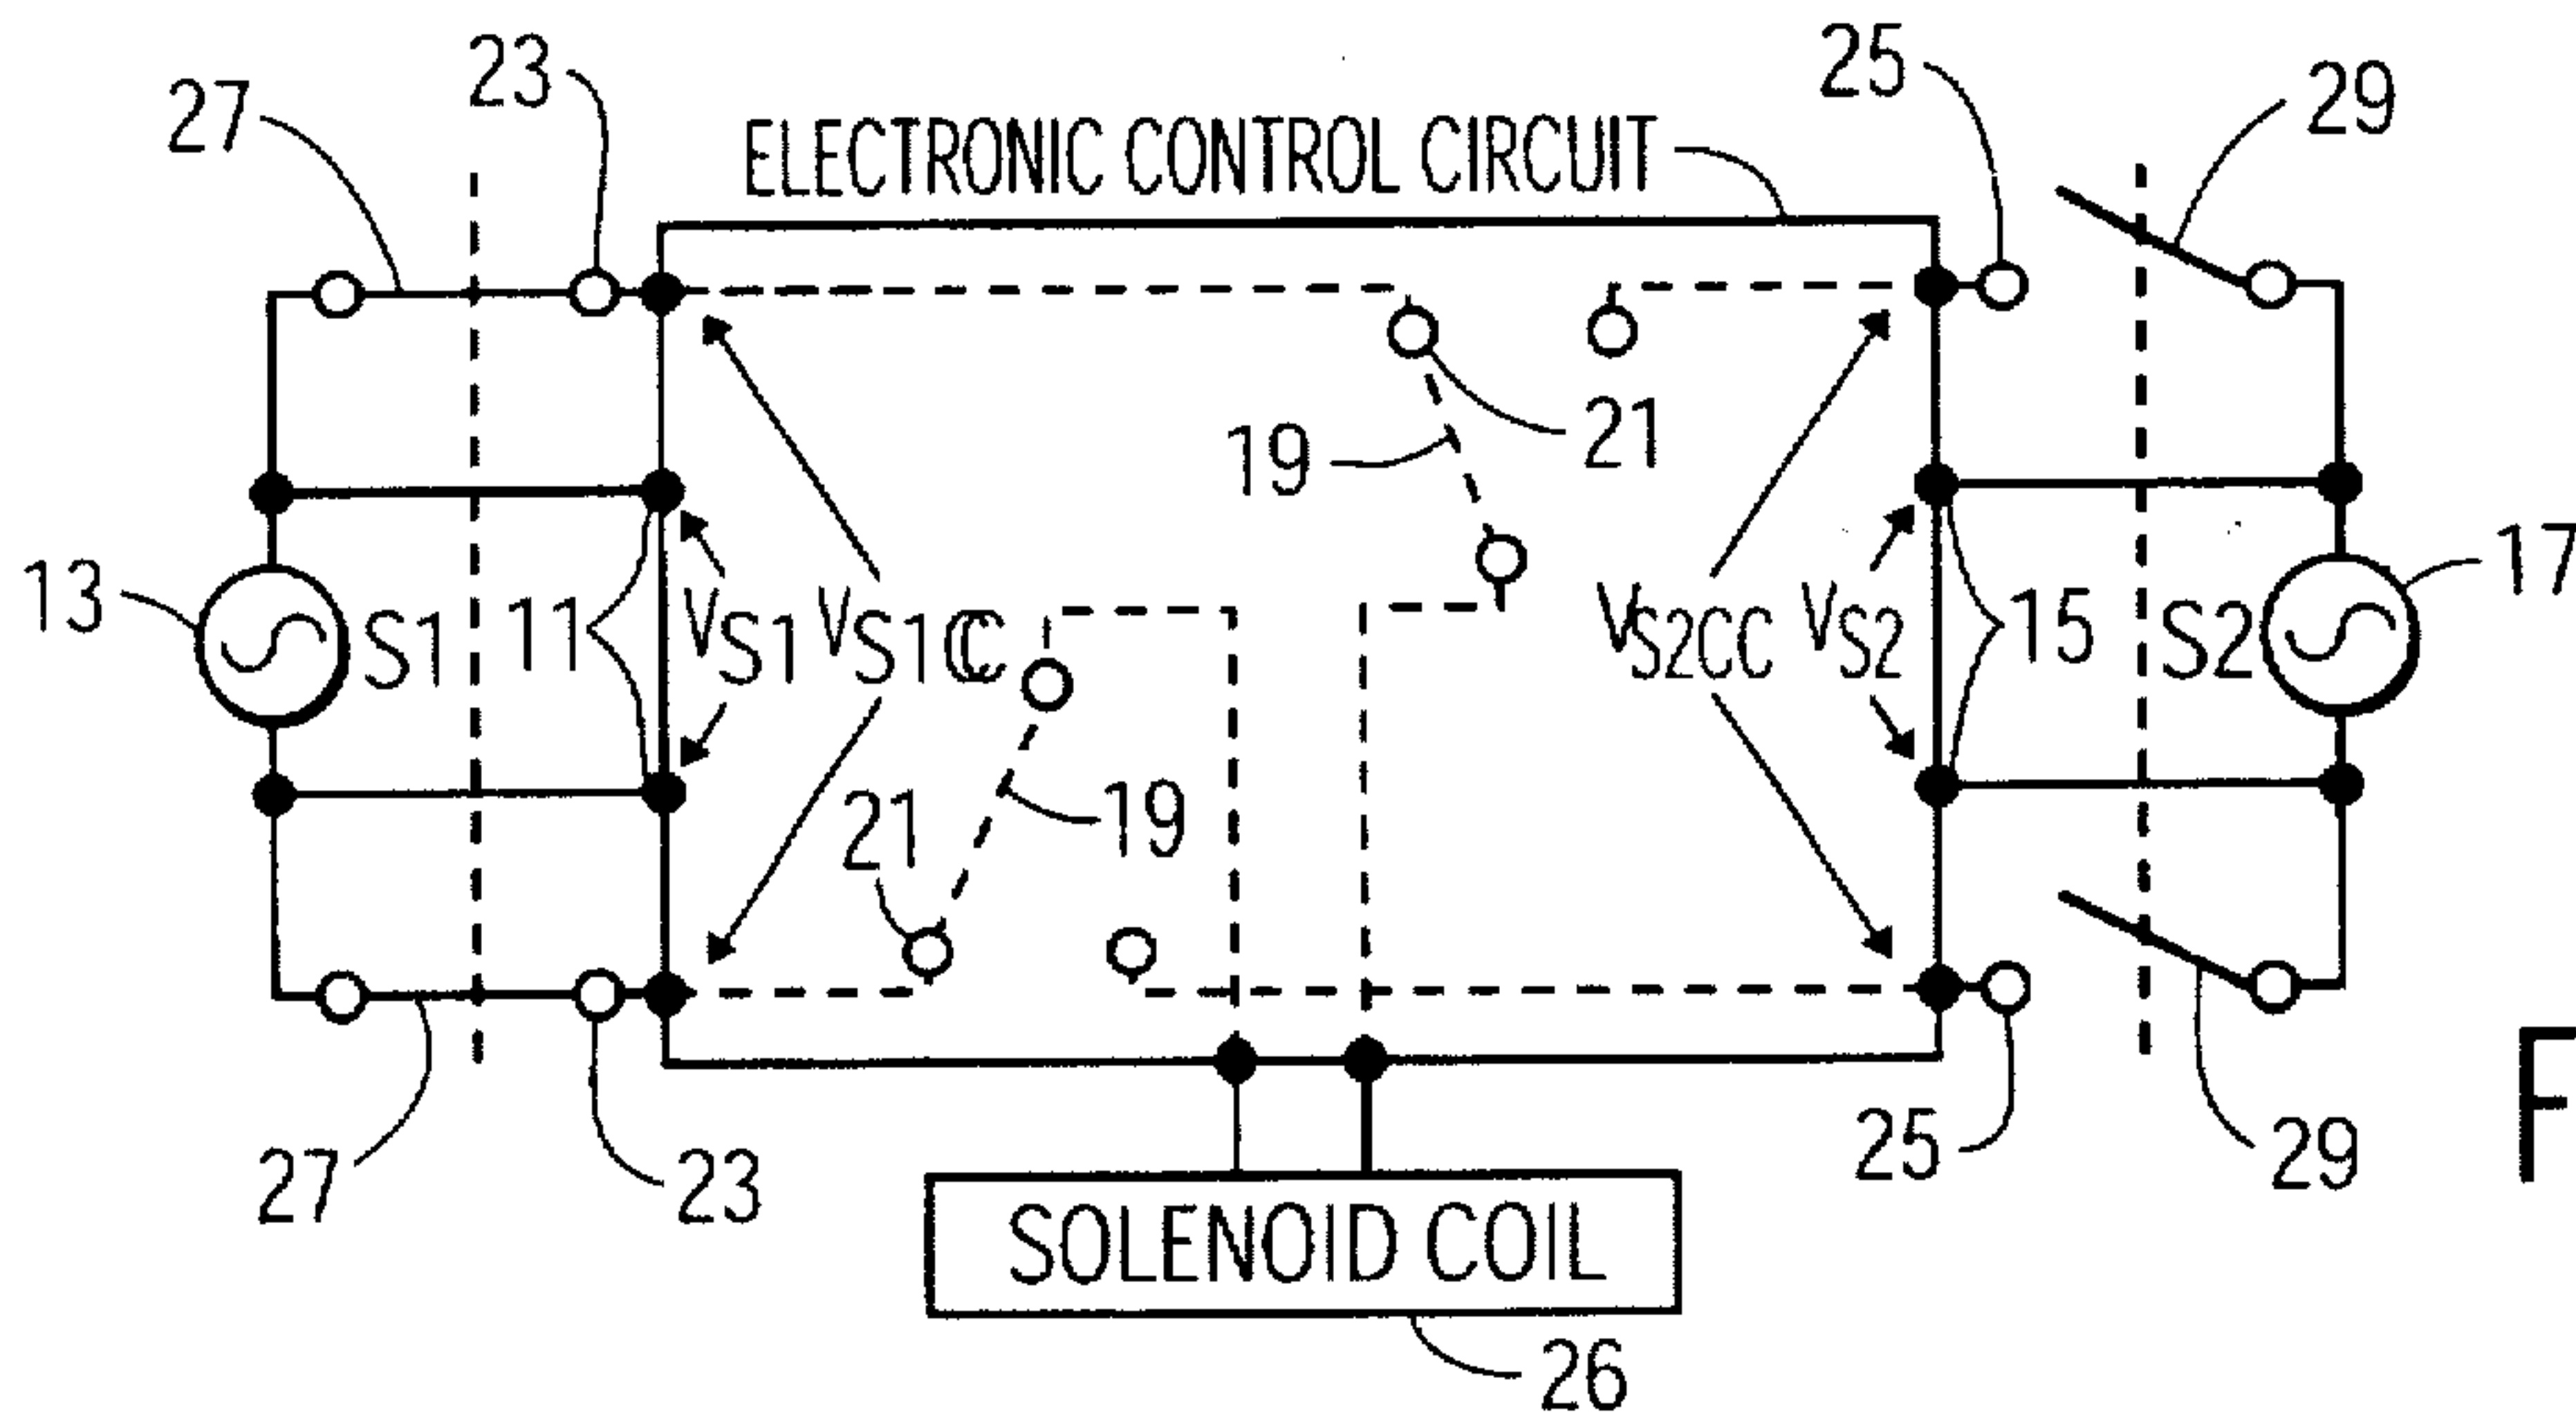 23
25
27
29
ELECTRONIC CONTROL CIRCUIT
21
19
13
S1
11
VS1
VS1CC
VS2CC
VS2
15
S2
17
21
19
25
27
23
29
SOLENOID COIL
26
F